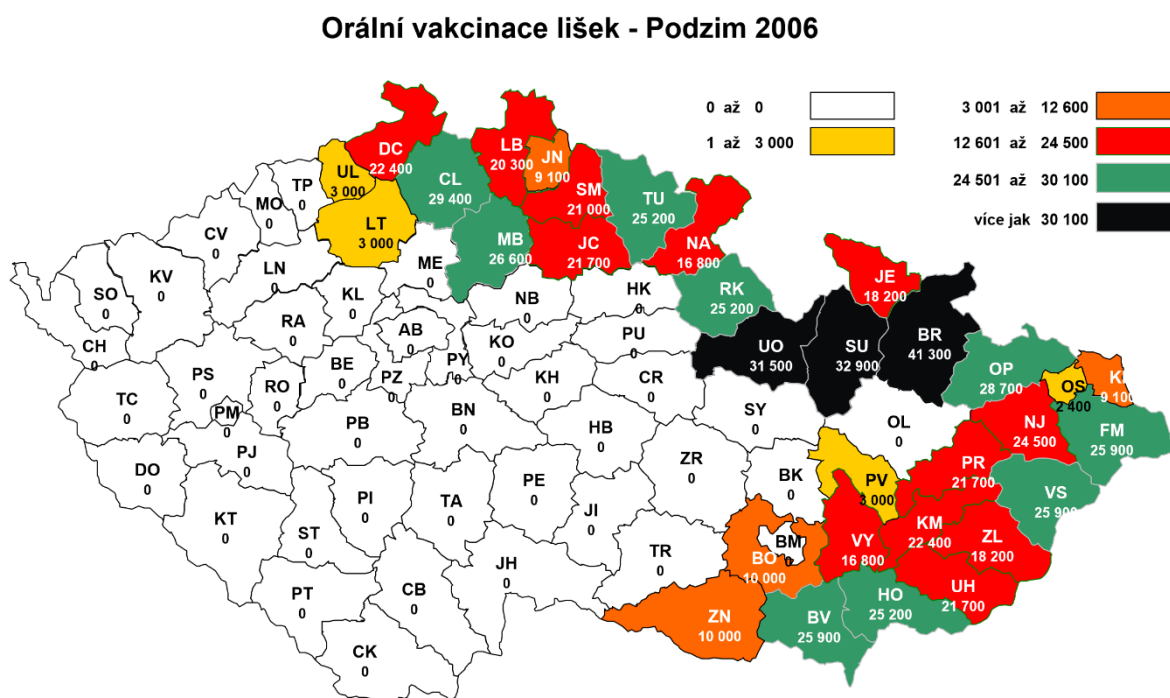 Orální vakcinace lišek - Podzim 2006
0 až 0
1 až 3 000
3 001 až 12 600
12 601 až 24 500
24 501 až 30 100
více jak 30 100
DC
22 400
LB
20 300
JN
9 100
UL
3 000
CL
29 400
SM
21 000
TU
25 200
TP
0
MO
0
LT
3 000
MB
26 600
JC
21 700
NA
16 800
CV
0
ME
0
JE
18 200
KV
0
LN
0
SO
0
KL
0
NB
0
HK
0
RK
25 200
RA
0
AB
0
KO
0
PU
0
UO
31 500
SU
32 900
BR
41 300
CH
0
PS
0
RO
0
BE
0
PZ
0
PY
0
KH
0
CR
0
OP
28 700
OS
2 400
9 100
TC
0
PM
0
PB
0
BN
0
HB
0
SY
0
OL
0
NJ
24 500
FM
25 900
DO
0
PJ
0
ZR
0
BK
0
PV
3 000
PR
21 700
VS
25 900
KT
0
PI
0
TA
0
PE
0
JI
0
ST
0
TR
0
BM
0
BO
10 000
VY
16 800
KM
22 400
ZL
18 200
PT
0
CB
0
JH
0
HO
25 200
UH
21 700
ZN
10 000
BV
25 900
CK
0